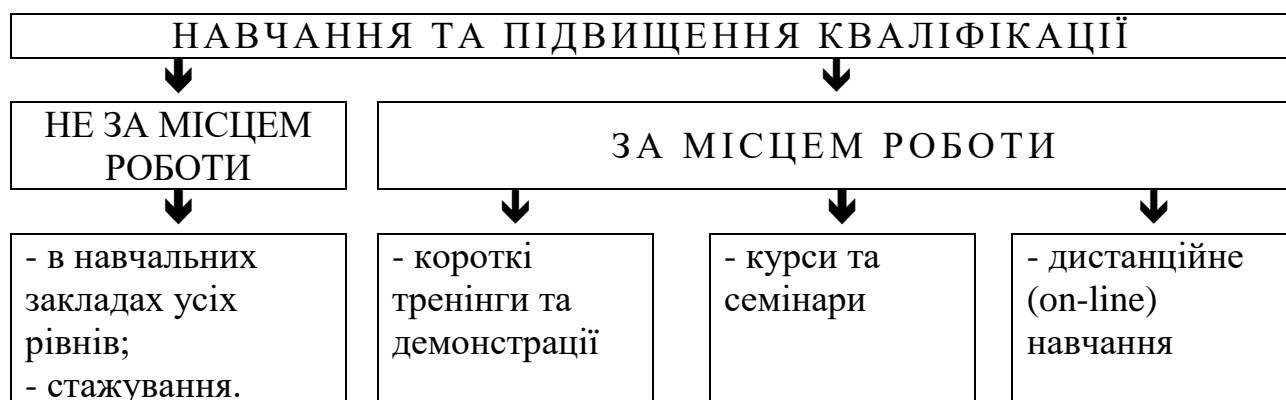 НАВЧАННЯ ТА ПІДВИЩЕННЯ КВАЛІФІКАЦІЇ
НЕ ЗА МІСЦЕМ
РОБОТИ
ЗА МІСЦЕМ РОБОТИ
- в навчальних
закладах усіх
рівнів;
- стажування.
- короткі
тренінги та
демонстрації
- курси та
семінари
- дистанційне
(on-line)
навчання